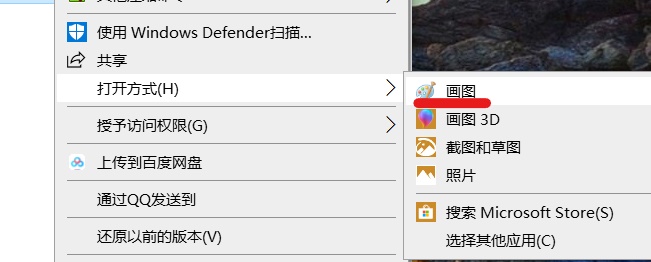 使用 Windows Defender扫描...
共享
打开方式(H)
授予访问权限(G)
上传到百度网盘
通过QQ发送到
还原以前的版本(V)
画图
画图 3D
截图和草图
照片
搜索 Microsoft Store(S)
选择其他应用(C)